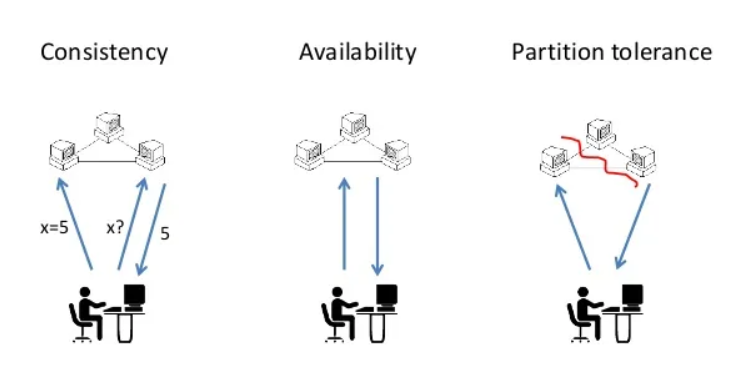 Consistency
Availability
Partition tolerance
x=5
x?
5